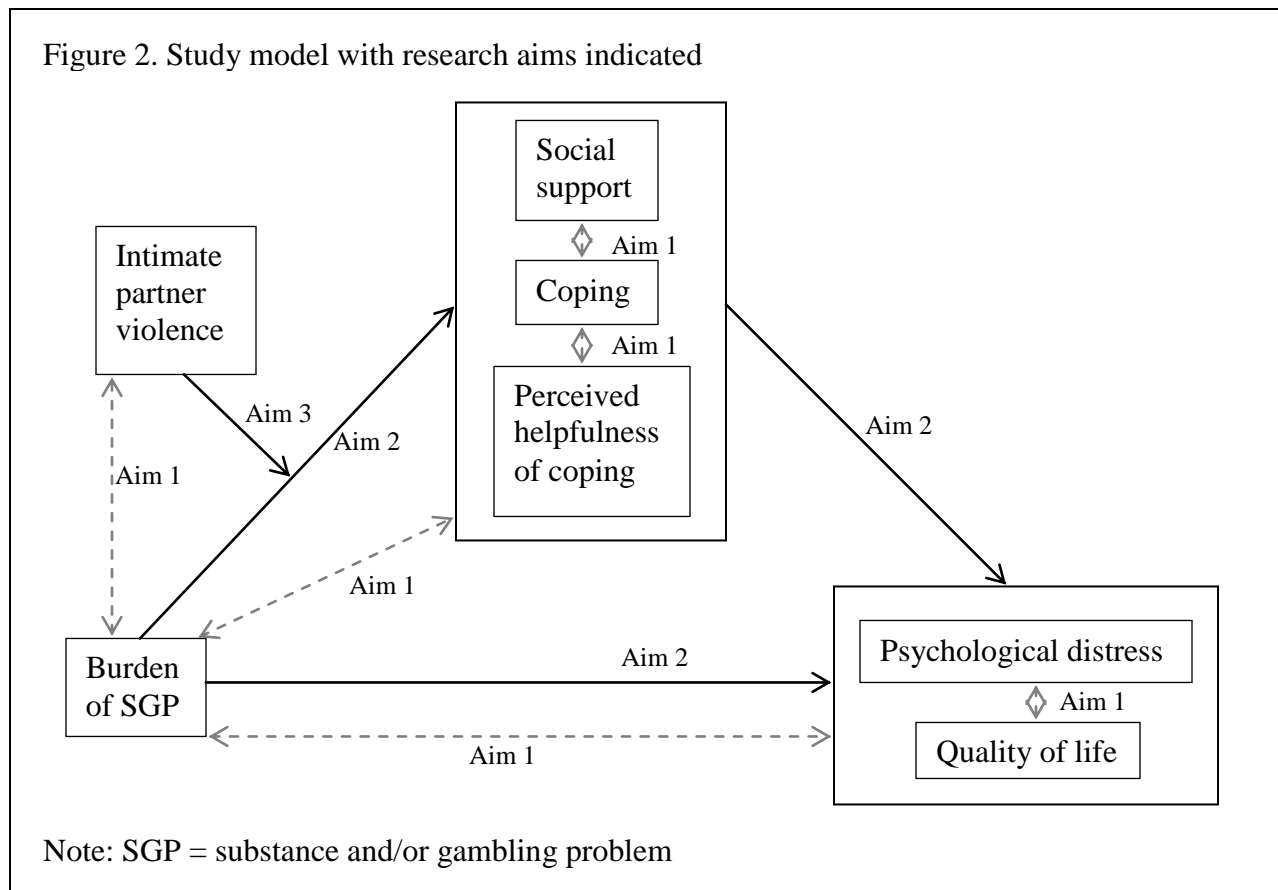 Figure 2. Study model with research aims indicated
Social
support
Aim 1
Coping
Aim 1
Perceived
helpfulness
of coping
Intimate
partner
violence
Aim 3
Aim 2
Aim 1
Aim 1
Aim 2
Burden
of SGP
Aim 2
Aim 1
Psychological distress
Aim 1
Quality of life
Note: SGP = substance and/or gambling problem